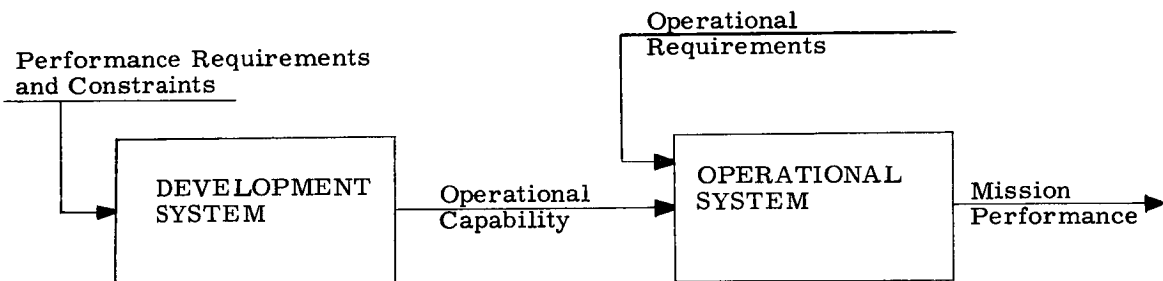 Operational
Requirements
Performance Requirements
and Constraints
DEVELOPMENT
SYSTEM
Operational
Capability
OPERATIONAL
SYSTEM
Mission
Performance